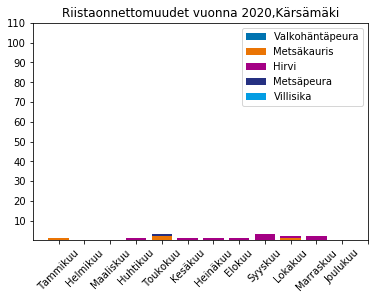 Riistaonnettomuudet vuonna 2020,Kärsämäki
110
100
90
80
70
60
50
40
30
20
10
Valkohäntäpeura
Metsäkauris
Hirvi
Metsäpeura
Villisika
Tammikuu
Helmikuu
Maaliskuu
Huhtikuu
Toukokuu
Kesäkuu
Heinäkuu
Elokuu
Syyskuu
Lokakuu
Marraskuu
Joulukuu